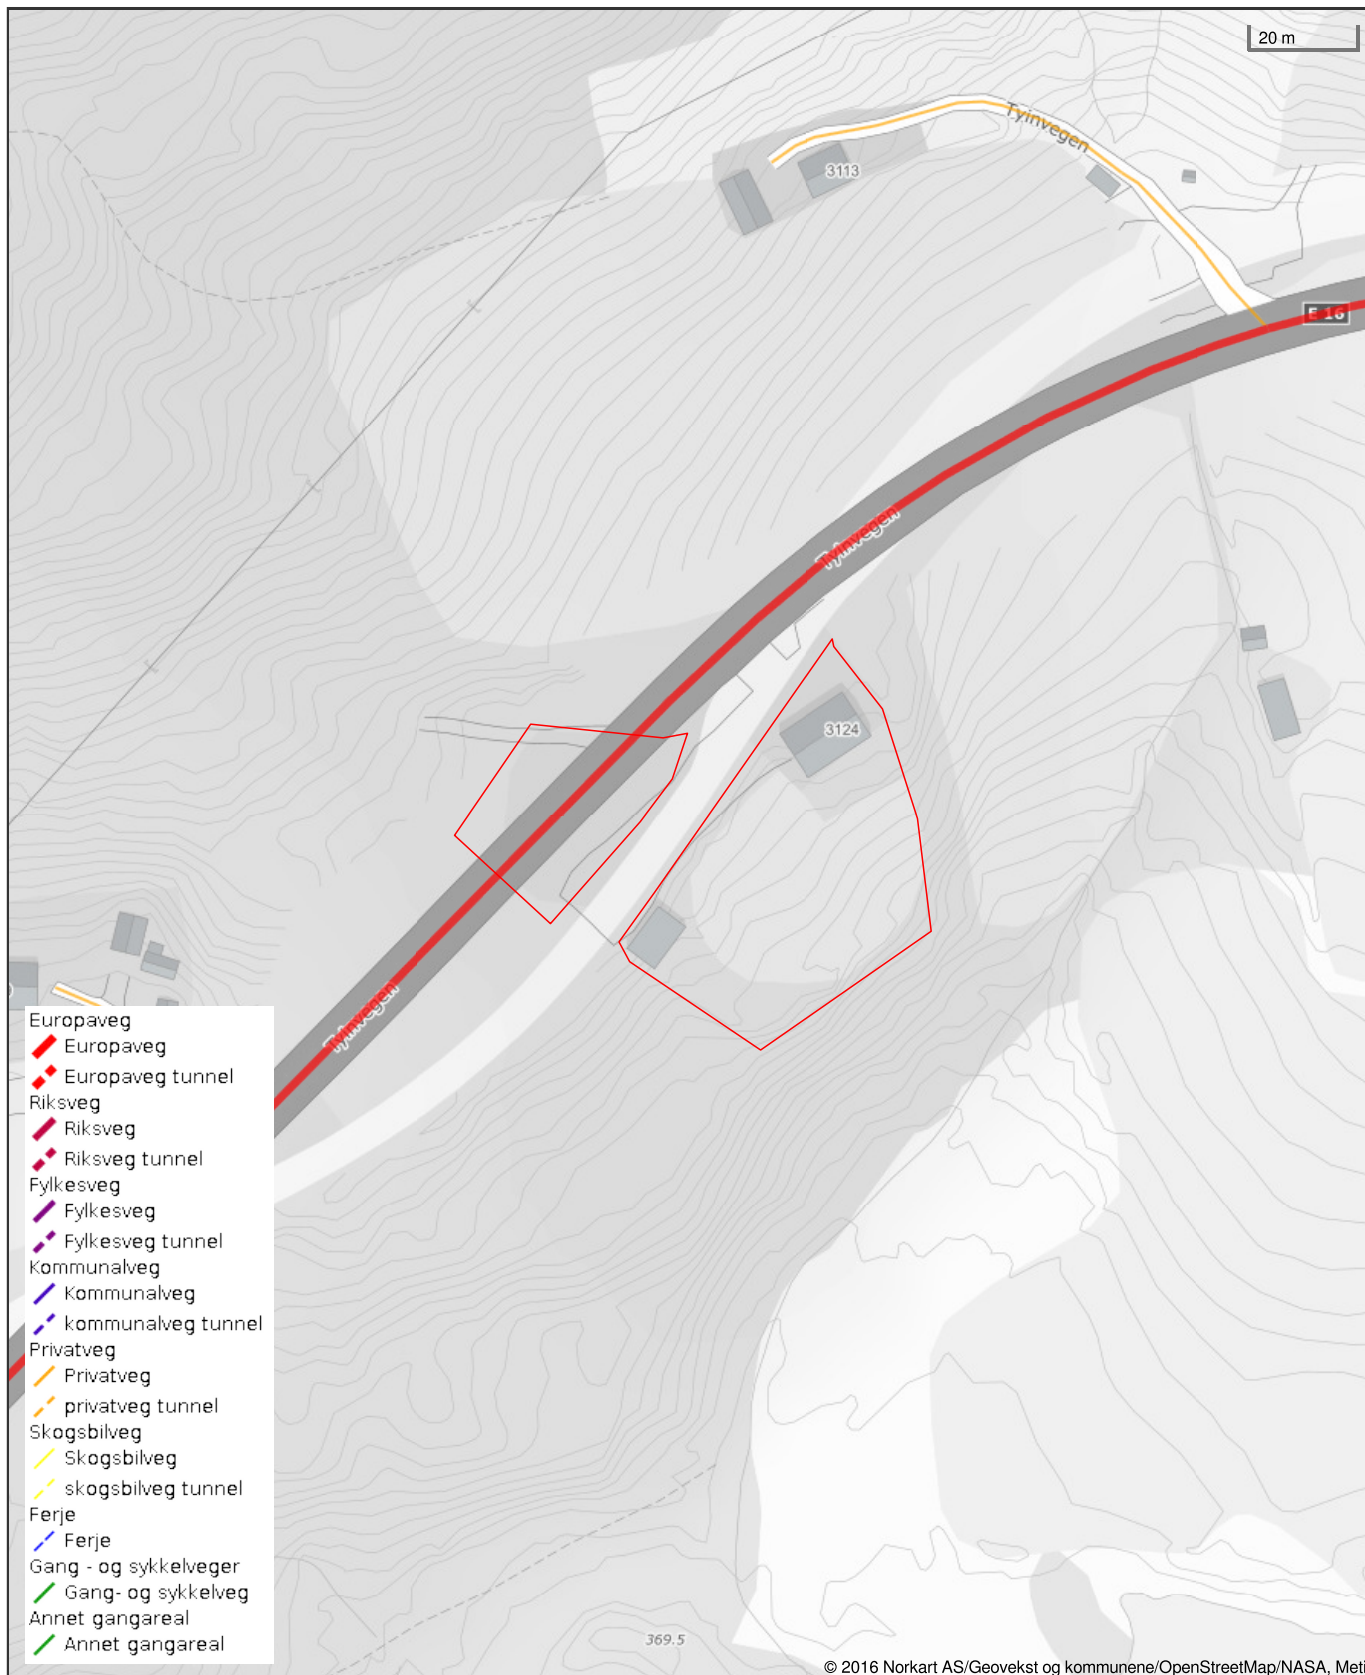 20 m
Tyinvegen
3113
E 16
Tyinvegen
3124
Tyinvegen
Europaveg
Europaveg
Europaveg tunnel
Riksveg
Riksveg
Riksveg tunnel
Fylkesveg
Fylkesveg
Fylkesveg tunnel
Kommunalveg
Kommunalveg
kommunalveg tunnel
Privatveg
Privatveg
privatveg tunnel
Skogsbilveg
Skogsbilveg
skogsbilveg tunnel
Ferje
Ferje
Gang - og sykkelveger
Gang- og sykkelveg
Annet gangareal
Annet gangareal
369.5
© 2016 Norkart AS/Geovekst og kommunene/OpenStreetMap/NASA, Meti